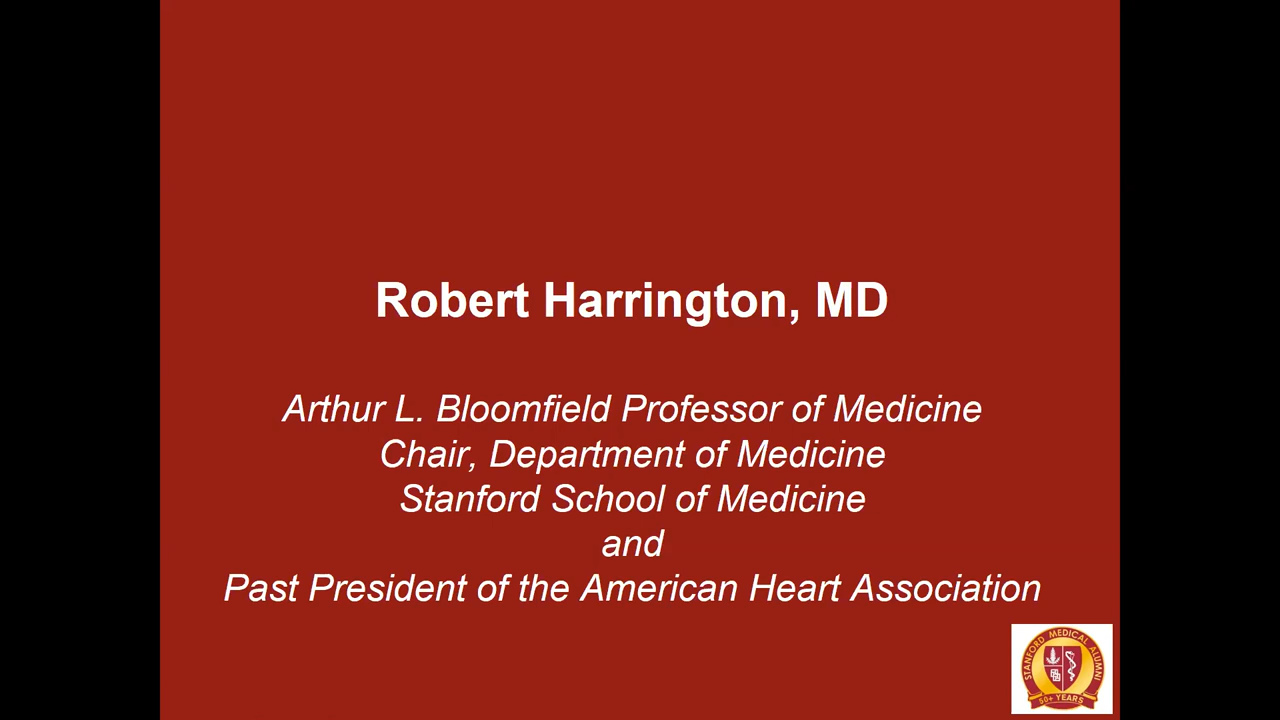 Robert Harrington, MD
Arthur L. Bloomfield Professor of Medicine
Chair, Department of Medicine
Stanford School of Medicine
and
Past President of the American Heart Association
STANFORD MEDICAL ALUMNI
50+ YEARS